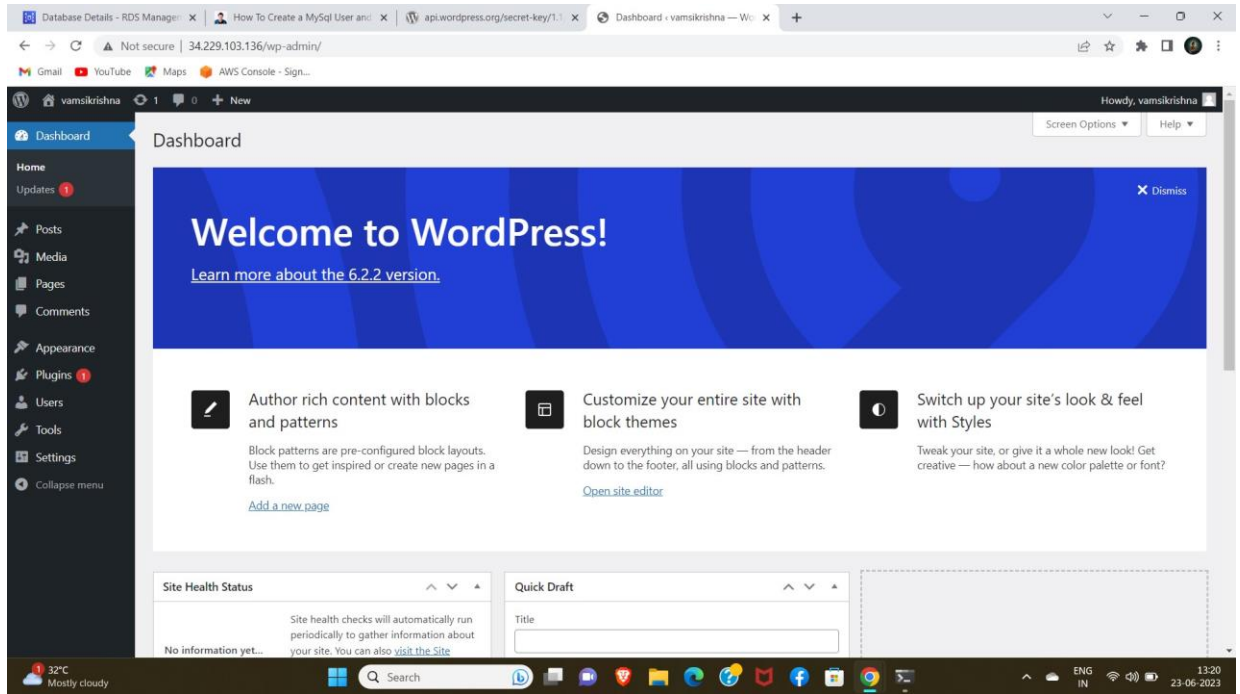 Database Details - RDS Manager
How To Create a MySql User and
api.wordpress.org/secret-key/1.1
Dashboard ‹ vamsikrishna — Wo
Not secure | 34.229.103.136/wp-admin/
Gmail YouTube Maps AWS Console - Sign...
vamsikrishna 1 0 + New Howdy, vamsikrishna
Screen Options ▼ Help ▼
Dashboard
Home
Updates 1
Posts
Media
Pages
Comments
Appearance
Plugins 1
Users
Tools
Settings
Collapse menu
Dashboard
Dismiss
Welcome to WordPress!
Learn more about the 6.2.2 version.
Author rich content with blocks
and patterns
Block patterns are pre-configured block layouts.
Use them to get inspired or create new pages in a
flash.
Add a new page
Customize your entire site with
block themes
Design everything on your site — from the header
down to the footer, all using blocks and patterns.
Open site editor
Switch up your site’s look & feel
with Styles
Tweak your site, or give it a whole new look! Get
creative — how about a new color palette or font?
Site Health Status
No information yet...
Site health checks will automatically run
periodically to gather information about
your site. You can also visit the Site
Quick Draft
Title
1
32°C
Mostly cloudy
Search
ENG
IN
13:20
23-06-2023